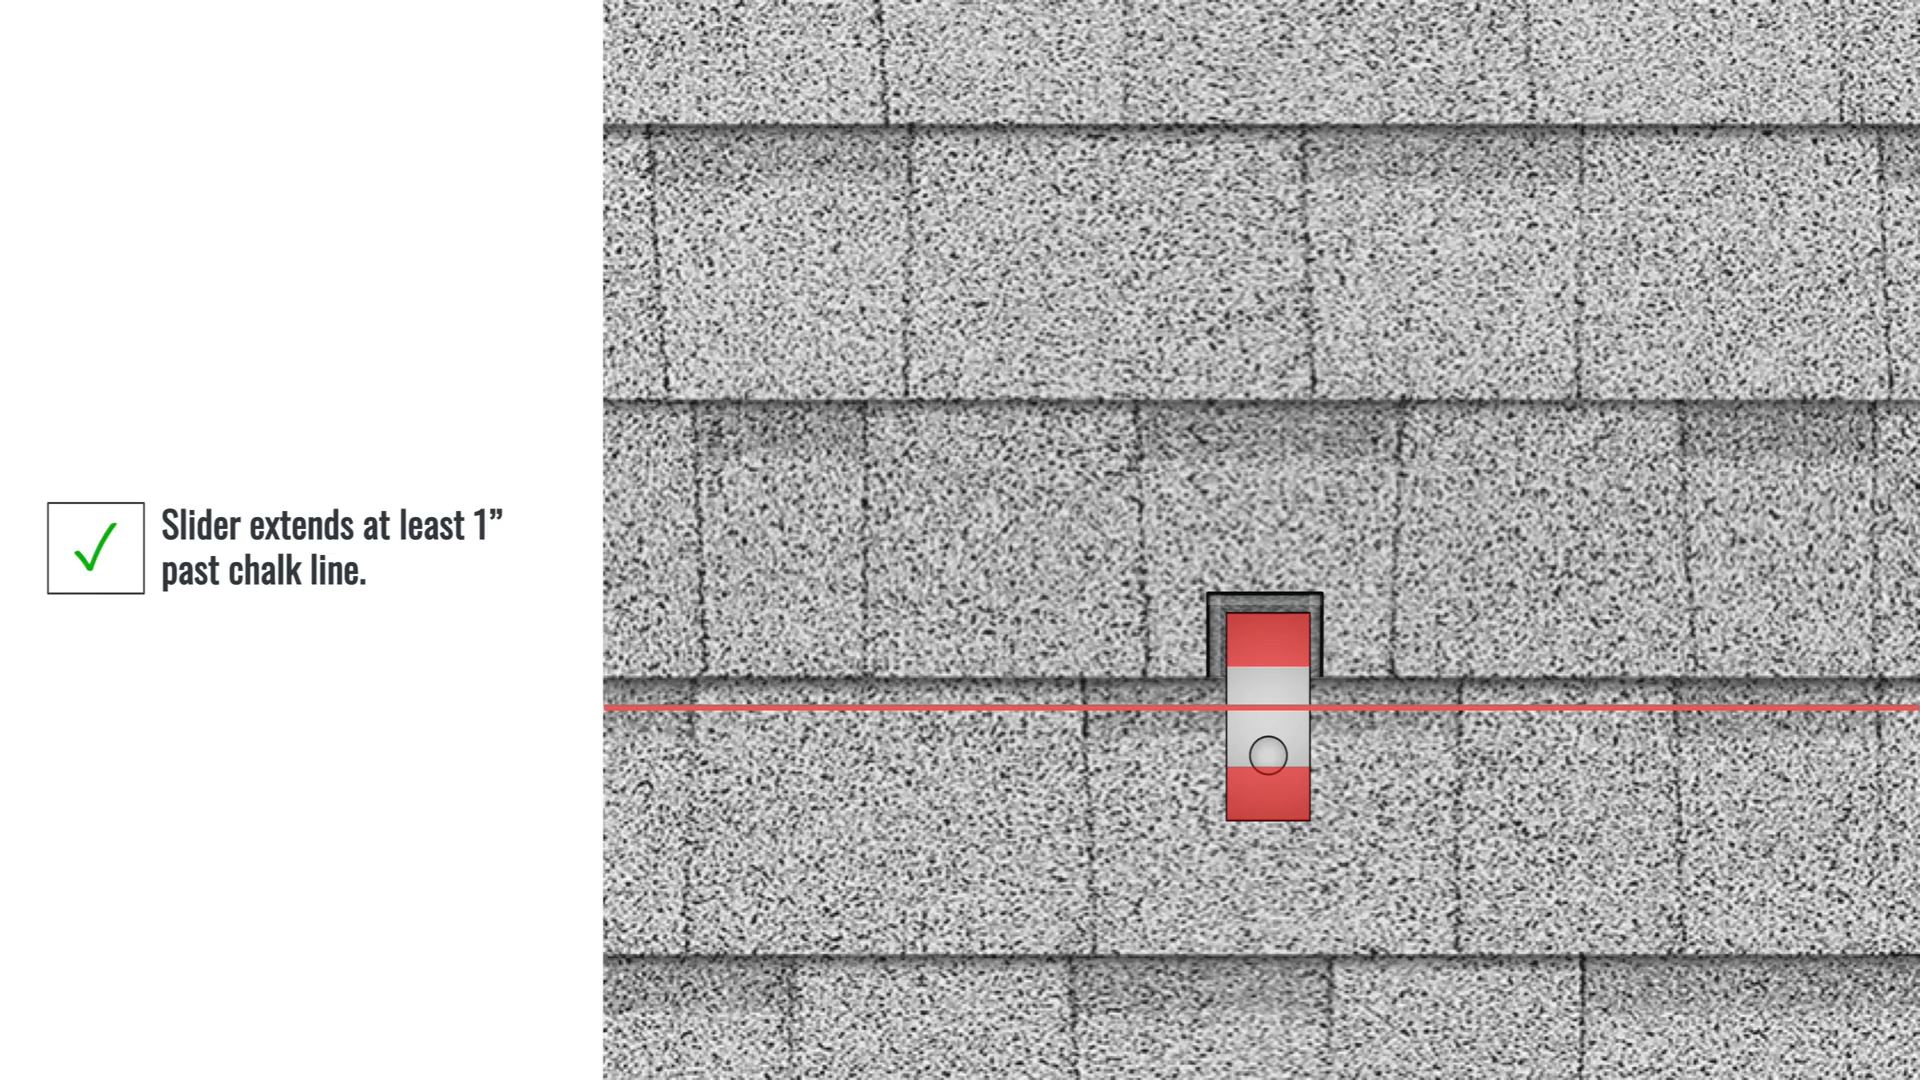 Slider extends at least 1”
past chalk line.